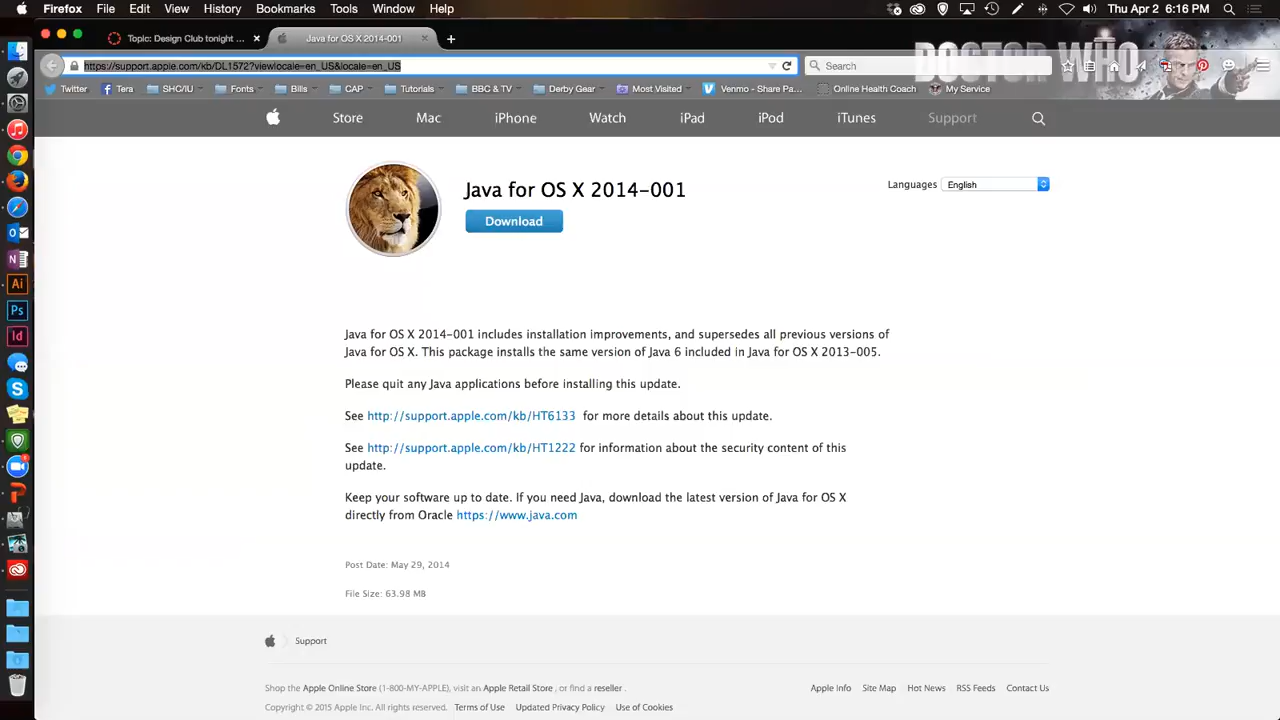 Firefox File Edit View History Bookmarks Tools Window Help Thu Apr 2 6:16 PM
Topic: Design Club tonight ... Java for OS X 2014-001
https://support.apple.com/kb/DL1572?viewlocale=en_US&locale=en_US Search DOCTOR WHO
Twitter Tera SHC/IU Fonts Bills CAP Tutorials BBC & TV Derby Gear Most Visited Venmo - Share Pa... Online Health Coach My Service
Store Mac iPhone Watch iPad iPod iTunes Support
Java for OS X 2014-001
Languages English
Download
Java for OS X 2014-001 includes installation improvements, and supersedes all previous versions of
Java for OS X. This package installs the same version of Java 6 included in Java for OS X 2013-005.
Please quit any Java applications before installing this update.
See http://support.apple.com/kb/HT6133 for more details about this update.
See http://support.apple.com/kb/HT1222 for information about the security content of this
update.
Keep your software up to date. If you need Java, download the latest version of Java for OS X
directly from Oracle https://www.java.com
Post Date: May 29, 2014
File Size: 63.98 MB
Support
Shop the Apple Online Store (1-800-MY-APPLE), visit an Apple Retail Store , or find a reseller .
Apple Info Site Map Hot News RSS Feeds Contact Us
Copyright © 2015 Apple Inc. All rights reserved. Terms of Use Updated Privacy Policy Use of Cookies
Ai
Ps
Id